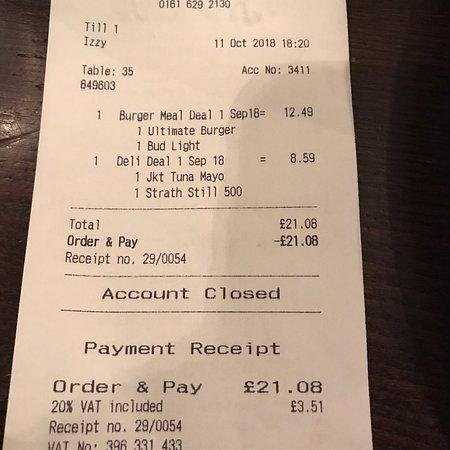 0161 629 2130
Till 1
Izzy 11 Oct 2018 18:20
Table: 35 Acc No: 3411
849603
1 Burger Meal Deal 1 Sep18= 12.49
1 Ultimate Burger
1 Bud Light
1 Deli Deal 1 Sep 18 = 8.59
1 Jkt Tuna Mayo
1 Strath Still 500
Total £21.08
Order & Pay -£21.08
Receipt no. 29/0054
Account Closed
Payment Receipt
Order & Pay £21.08
20% VAT included £3.51
Receipt no. 29/0054
VAT No: 396 331 433